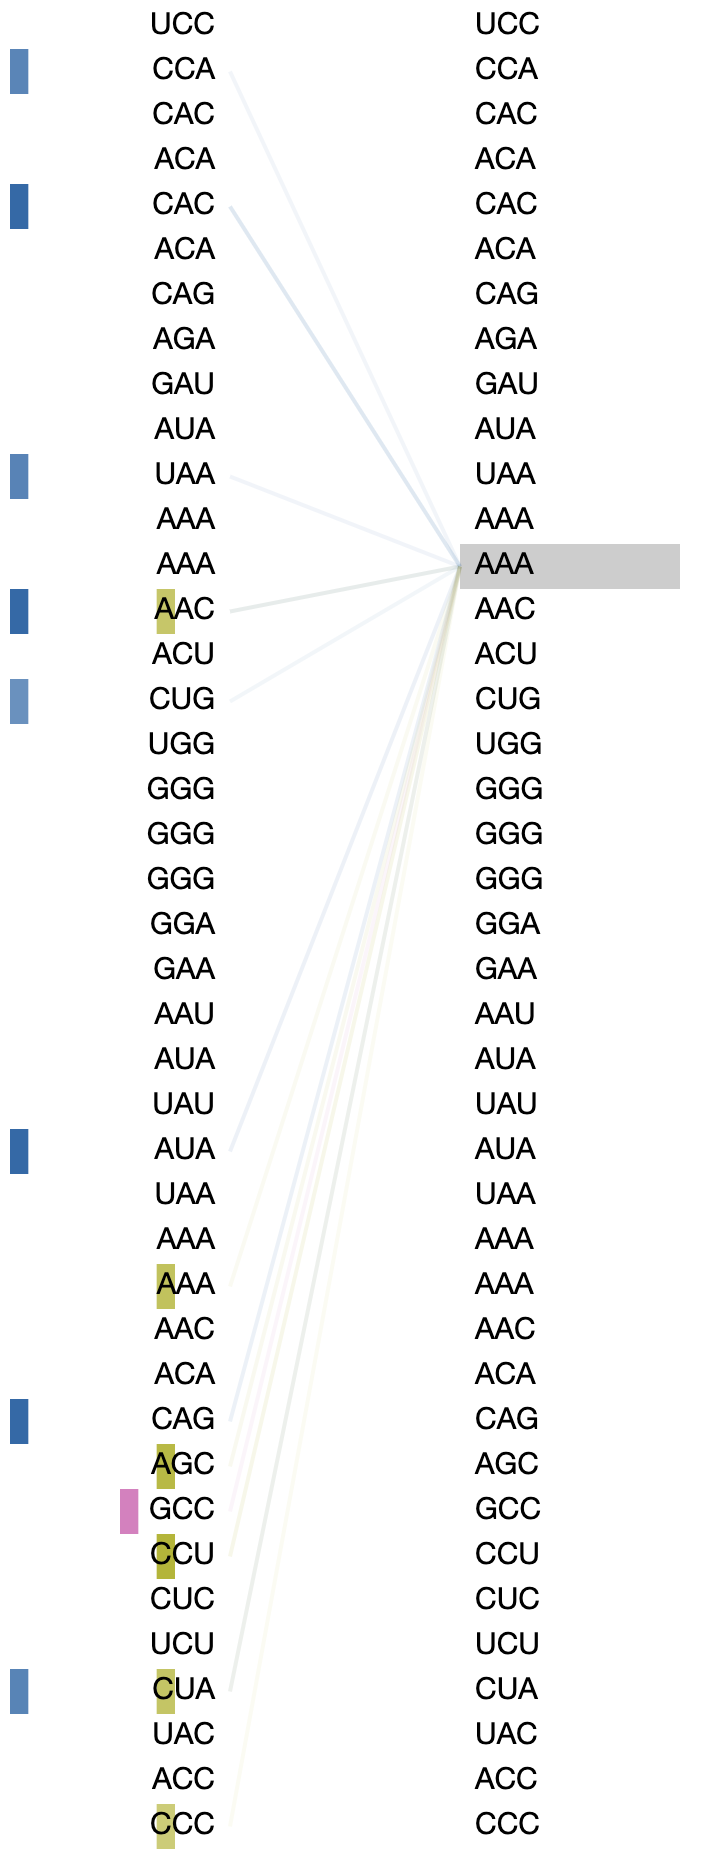 UCC UCC
CCA CCA
CAC CAC
ACA ACA
CAC CAC
ACA ACA
CAG CAG
AGA AGA
GAU GAU
AUA AUA
UAA UAA
AAA AAA
AAA AAA
AAC AAC
ACU ACU
CUG CUG
UGG UGG
GGG GGG
GGG GGG
GGG GGG
GGA GGA
GAA GAA
AAU AAU
AUA AUA
UAU UAU
AUA AUA
UAA UAA
AAA AAA
AAA AAA
AAC AAC
ACA ACA
CAG CAG
AGC AGC
GCC GCC
CCU CCU
CUC CUC
UCU UCU
CUA CUA
UAC UAC
ACC ACC
CCC CCC